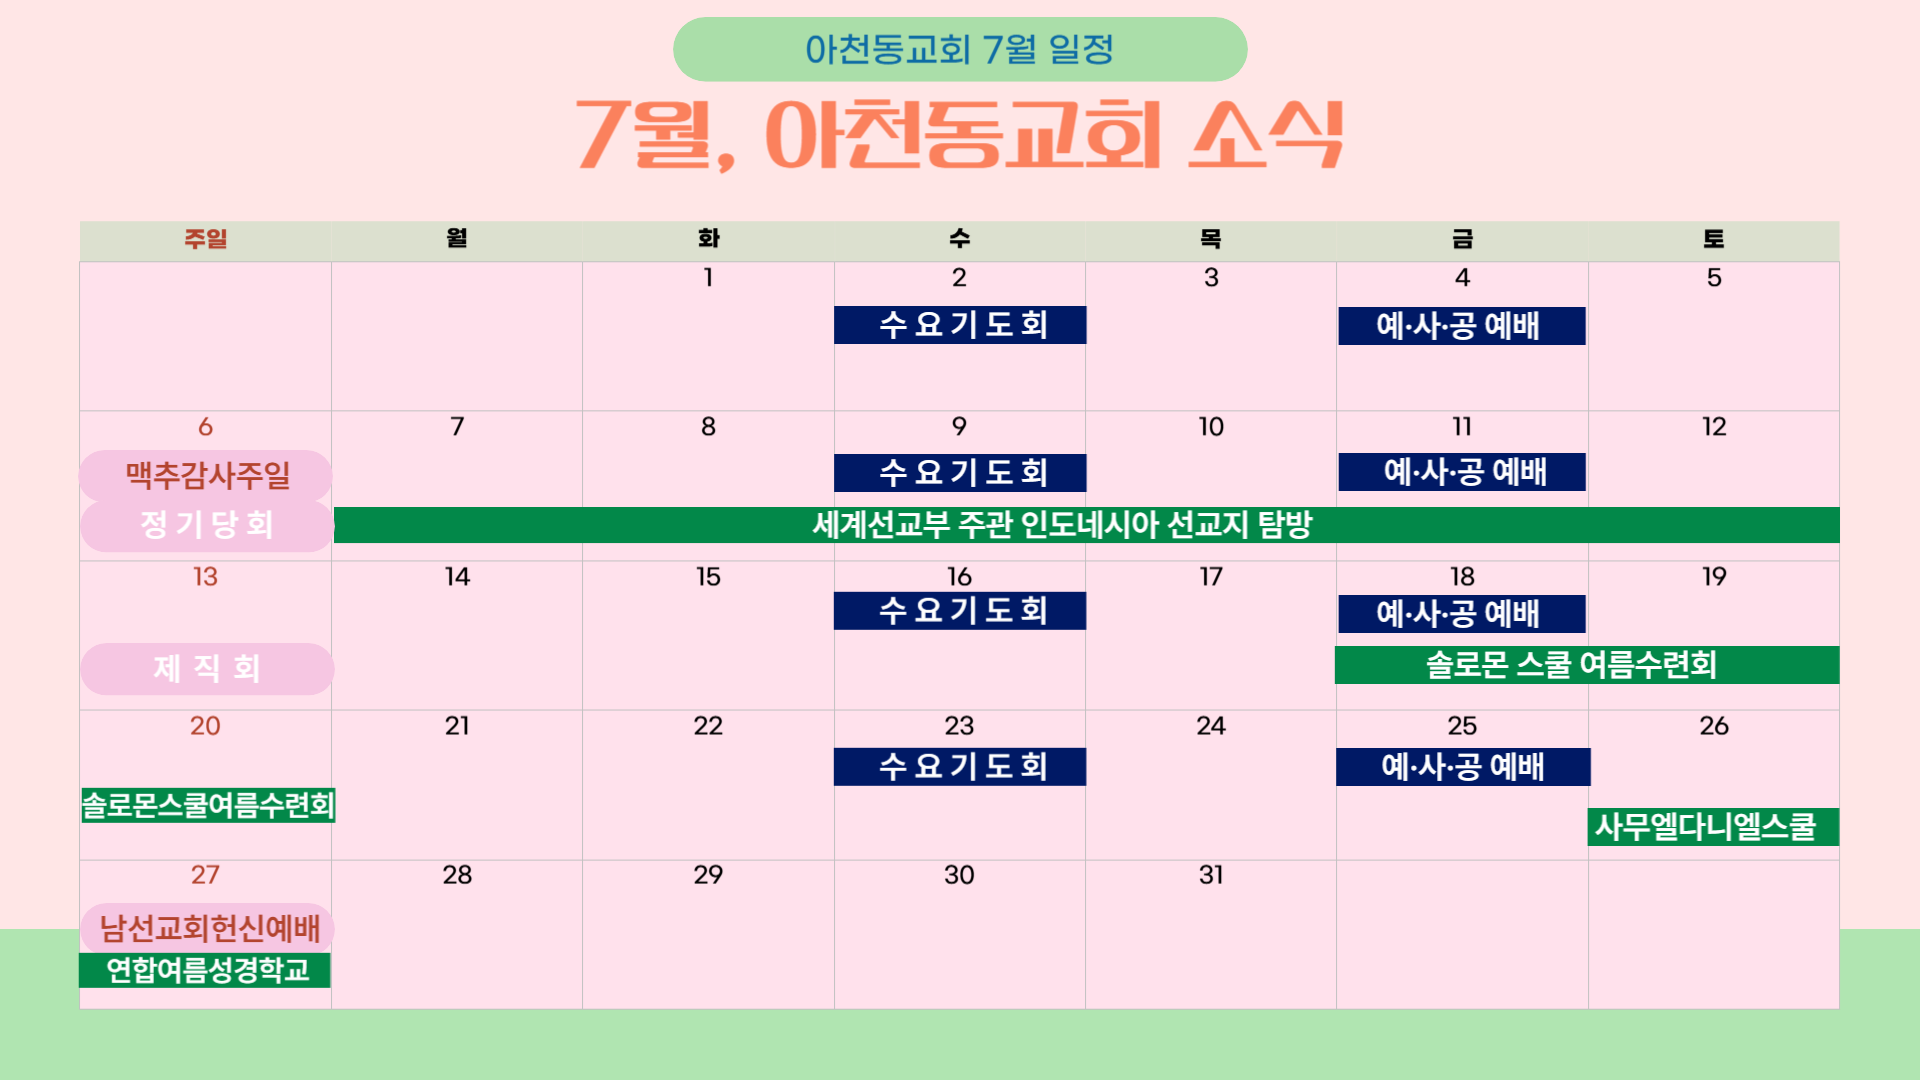 아천동교회 7월 일정
7월, 아천동교회 소식
주일 월 화 수 목 금 토
1 2 3 4 5
수 요 기 도 회 예·사·공 예배
6 7 8 9 10 11 12
맥추감사주일 수 요 기 도 회 예·사·공 예배
정 기 당 회 세계선교부 주관 인도네시아 선교지 탐방
13 14 15 16 17 18 19
수 요 기 도 회 예·사·공 예배
제 직 회 솔로몬 스쿨 여름수련회
20 21 22 23 24 25 26
수 요 기 도 회 예·사·공 예배
솔로몬스쿨여름수련회 사무엘다니엘스쿨
27 28 29 30 31
남선교회헌신예배
연합여름성경학교